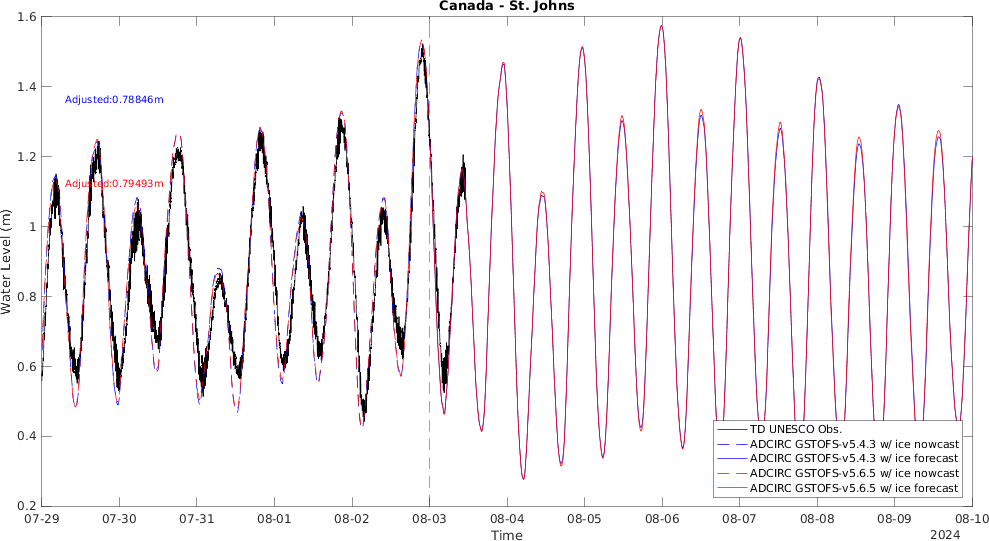 Canada - St. Johns
1.6
1.4
1.2
1
0.8
0.6
0.4
0.2
Water Level (m)
Adjusted:0.78846m
Adjusted:0.79493m
TD UNESCO Obs.
ADCIRC GSTOFS-v5.4.3 w/ ice nowcast
ADCIRC GSTOFS-v5.4.3 w/ ice forecast
ADCIRC GSTOFS-v5.6.5 w/ ice nowcast
ADCIRC GSTOFS-v5.6.5 w/ ice forecast
07-29 07-30 07-31 08-01 08-02 08-03 08-04 08-05 08-06 08-07 08-08 08-09 08-10
Time
2024